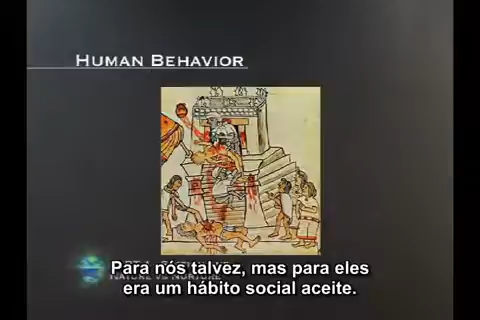 HUMAN BEHAVIOR
Para nós talvez, mas para eles
era um hábito social aceite.